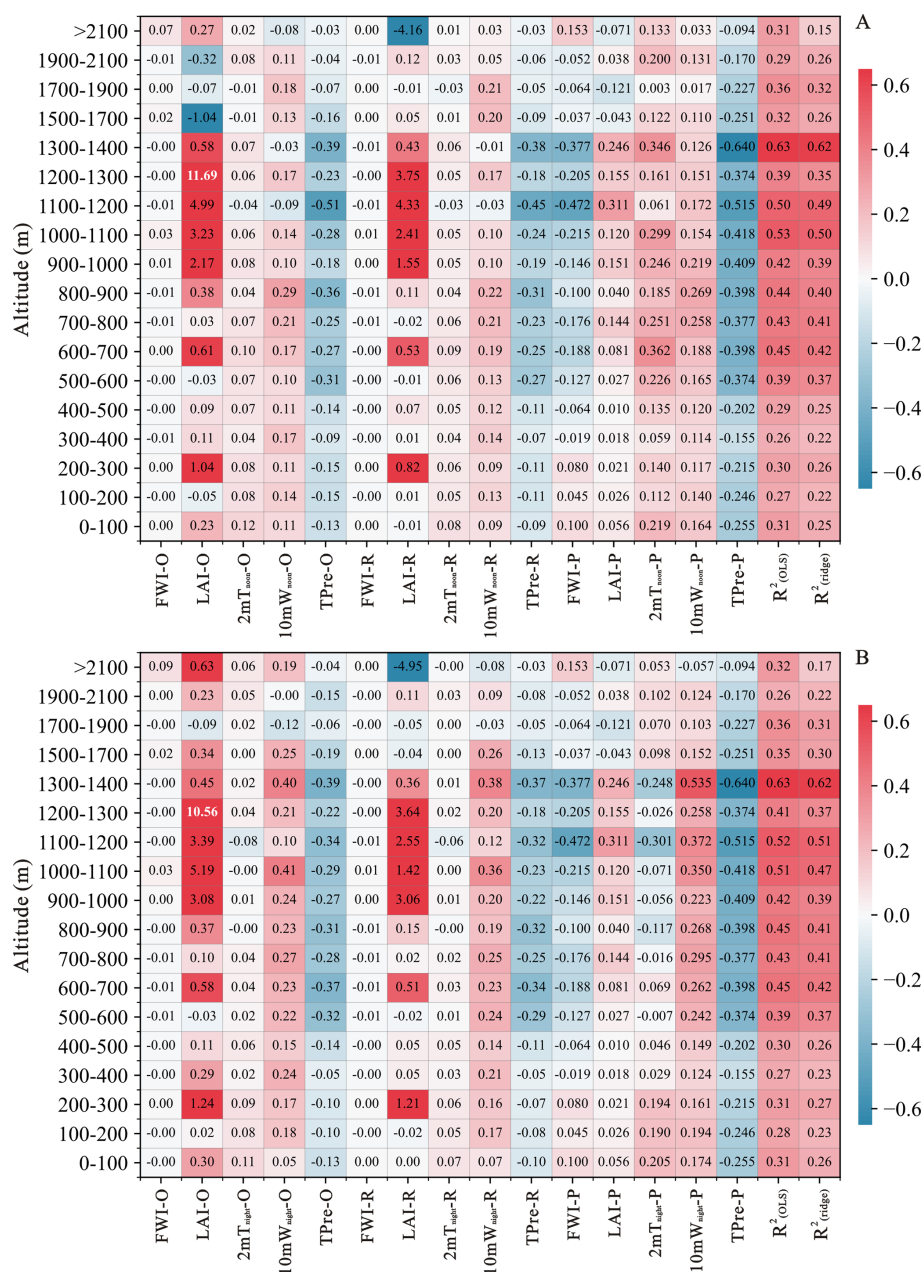 A
>2100 0.07 0.27 0.02 -0.08 -0.03 0.00 -4.16 0.01 0.03 -0.03 0.153 -0.071 0.133 0.033 -0.094 0.31 0.15
1900-2100 -0.01 -0.32 0.08 0.11 -0.04 -0.01 0.12 0.03 0.05 -0.06 -0.052 0.038 0.200 0.131 -0.170 0.29 0.26
1700-1900 0.00 -0.07 -0.01 0.18 -0.07 0.00 -0.01 -0.03 0.21 -0.05 -0.064 -0.121 0.003 0.017 -0.227 0.36 0.32
1500-1700 0.02 -1.04 -0.01 0.13 -0.16 0.00 0.05 0.01 0.20 -0.09 -0.037 -0.043 0.122 0.110 -0.251 0.32 0.26
1300-1400 -0.00 0.58 0.07 -0.03 -0.39 -0.00 0.43 0.06 -0.01 -0.38 -0.377 0.246 0.346 0.126 -0.640 0.63 0.62
1200-1300 -0.00 11.69 0.06 0.17 -0.23 -0.00 3.75 0.05 0.17 -0.18 -0.205 0.155 0.161 0.151 -0.374 0.39 0.35
1100-1200 -0.01 4.99 -0.04 -0.09 -0.51 -0.01 4.33 -0.03 -0.03 -0.45 -0.472 0.311 0.061 0.172 -0.515 0.50 0.49
1000-1100 0.03 3.23 0.06 0.14 -0.28 0.01 2.41 0.05 0.10 -0.24 -0.215 0.120 0.299 0.154 -0.418 0.53 0.50
900-1000 0.01 2.17 0.08 0.10 -0.18 0.01 1.55 0.05 0.10 -0.19 -0.146 0.151 0.246 0.219 -0.409 0.42 0.39
800-900 -0.01 0.38 0.04 0.29 -0.36 -0.01 0.11 0.04 0.22 -0.31 -0.100 0.040 0.185 0.269 -0.398 0.44 0.40
700-800 -0.01 0.03 0.07 0.21 -0.25 -0.01 -0.02 0.06 0.21 -0.23 -0.176 0.144 0.251 0.258 -0.377 0.43 0.41
600-700 0.00 0.61 0.10 0.17 -0.27 0.00 0.53 0.09 0.19 -0.25 -0.188 0.081 0.362 0.188 -0.398 0.45 0.42
500-600 -0.00 -0.03 0.07 0.10 -0.31 -0.00 -0.01 0.06 0.13 -0.27 -0.127 0.027 0.226 0.165 -0.374 0.39 0.37
400-500 -0.00 0.09 0.07 0.11 -0.14 -0.00 0.07 0.05 0.12 -0.11 -0.064 0.010 0.135 0.120 -0.202 0.29 0.25
300-400 -0.01 0.11 0.04 0.17 -0.09 -0.00 0.01 0.04 0.14 -0.07 -0.019 0.018 0.059 0.114 -0.155 0.26 0.22
200-300 0.00 1.04 0.08 0.11 -0.15 0.00 0.82 0.06 0.09 -0.11 0.080 0.021 0.140 0.117 -0.215 0.30 0.26
100-200 -0.00 -0.05 0.08 0.14 -0.15 -0.00 0.01 0.05 0.13 -0.11 0.045 0.026 0.112 0.140 -0.246 0.27 0.22
0-100 0.00 0.23 0.12 0.11 -0.13 0.00 -0.01 0.08 0.09 -0.09 0.100 0.056 0.219 0.164 -0.255 0.31 0.25
Altitude (m)
FWI-O LAI-O 2mTnoon-O 10mWnoon-O TPre-O FWI-R LAI-R 2mTnoon-R 10mWnoon-R TPre-R FWI-P LAI-P 2mTnoon-P 10mWnoon-P TPre-P R²(OLS) R²(ridge)
0.6
0.4
0.2
0.0
−0.2
−0.4
−0.6
B
>2100 0.09 0.63 0.06 0.19 -0.04 0.00 -4.95 -0.00 -0.08 -0.03 0.153 -0.071 0.053 -0.057 -0.094 0.32 0.17
1900-2100 -0.00 0.23 0.05 -0.00 -0.15 0.00 0.11 0.03 0.09 -0.08 -0.052 0.038 0.102 0.124 -0.170 0.26 0.22
1700-1900 -0.00 -0.09 0.02 -0.12 -0.06 0.00 -0.05 0.00 -0.03 -0.05 -0.064 -0.121 0.070 0.103 -0.227 0.36 0.31
1500-1700 0.02 0.34 0.00 0.25 -0.19 0.00 -0.04 0.00 0.26 -0.13 -0.037 -0.043 0.098 0.152 -0.251 0.35 0.30
1300-1400 -0.00 0.45 0.02 0.40 -0.39 -0.00 0.36 0.01 0.38 -0.37 -0.377 0.246 -0.248 0.535 -0.640 0.63 0.62
1200-1300 -0.00 10.56 0.04 0.21 -0.22 -0.00 3.64 0.02 0.20 -0.18 -0.205 0.155 -0.026 0.258 -0.374 0.41 0.37
1100-1200 -0.01 3.39 -0.08 0.10 -0.34 -0.01 2.55 -0.06 0.12 -0.32 -0.472 0.311 -0.301 0.372 -0.515 0.52 0.51
1000-1100 0.03 5.19 -0.00 0.41 -0.29 0.01 1.42 -0.00 0.36 -0.23 -0.215 0.120 -0.071 0.350 -0.418 0.51 0.47
900-1000 0.00 3.08 0.01 0.24 -0.27 0.00 3.06 0.01 0.20 -0.22 -0.146 0.151 -0.056 0.223 -0.409 0.42 0.39
800-900 -0.01 0.37 -0.00 0.23 -0.31 -0.01 0.15 -0.00 0.19 -0.32 -0.100 0.040 -0.117 0.268 -0.398 0.45 0.41
700-800 -0.01 0.10 0.04 0.27 -0.28 -0.01 0.02 0.02 0.25 -0.25 -0.176 0.144 -0.016 0.295 -0.377 0.43 0.41
600-700 -0.00 0.58 0.04 0.23 -0.37 -0.00 0.51 0.03 0.23 -0.34 -0.188 0.081 0.069 0.262 -0.398 0.45 0.42
500-600 -0.01 -0.03 0.02 0.22 -0.32 -0.00 -0.02 0.01 0.24 -0.29 -0.127 0.027 -0.007 0.242 -0.374 0.39 0.37
400-500 -0.00 0.11 0.06 0.15 -0.14 -0.00 0.05 0.05 0.14 -0.11 -0.064 0.010 0.046 0.149 -0.202 0.30 0.26
300-400 -0.00 0.29 0.02 0.24 -0.05 -0.00 0.05 0.03 0.21 -0.05 -0.019 0.018 0.029 0.124 -0.155 0.27 0.23
200-300 0.00 1.24 0.09 0.17 -0.10 0.00 1.21 0.06 0.16 -0.07 0.080 0.021 0.194 0.161 -0.215 0.31 0.27
100-200 -0.00 0.02 0.08 0.18 -0.10 -0.00 -0.02 0.05 0.17 -0.08 0.045 0.026 0.190 0.194 -0.246 0.28 0.23
0-100 -0.00 0.30 0.11 0.05 -0.13 0.00 0.00 0.07 0.07 -0.10 0.100 0.056 0.205 0.174 -0.255 0.31 0.26
Altitude (m)
FWI-O LAI-O 2mTnight-O 10mWnight-O TPre-O FWI-R LAI-R 2mTnight-R 10mWnight-R TPre-R FWI-P LAI-P 2mTnight-P 10mWnight-P TPre-P R²(OLS) R²(ridge)
0.6
0.4
0.2
0.0
−0.2
−0.4
−0.6